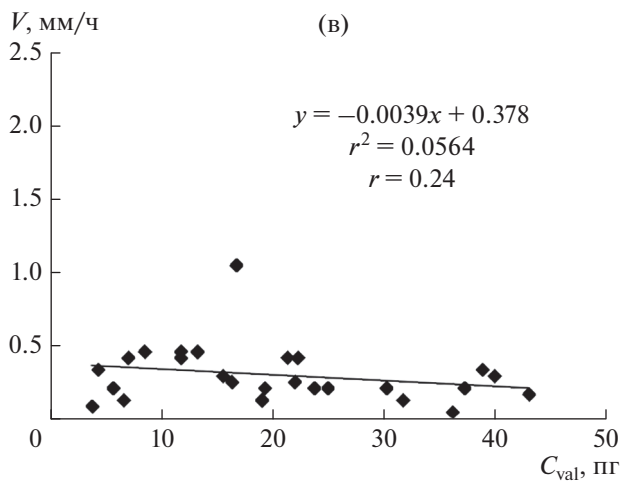 V, мм/ч
(в)
2.5
y = –0.0039x + 0.378
2.0
r² = 0.0564
r = 0.24
1.5
1.0
0.5
0 10 20 30 40 50
C_val, пг